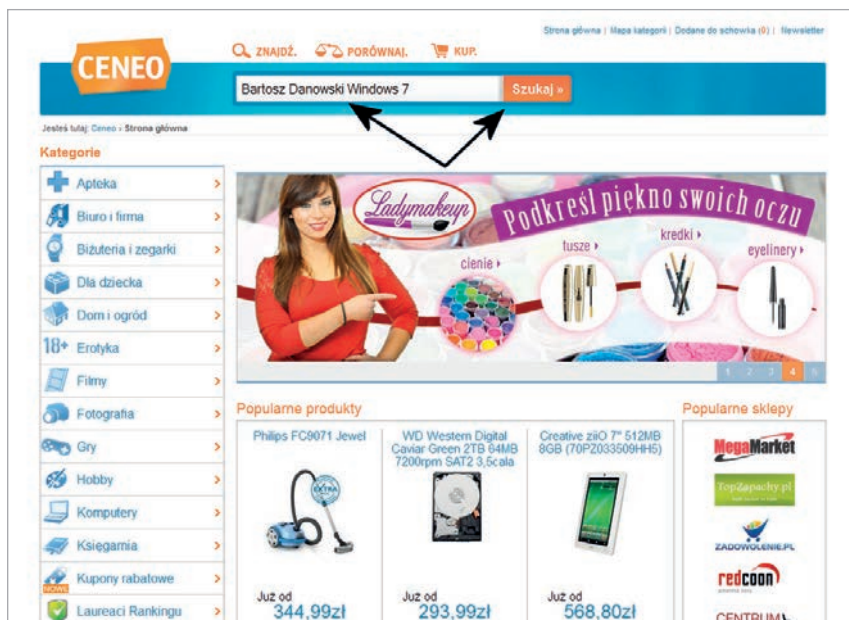 Strona główna | Mapa kategorii | Dodane do schowka (0) | Newsletter
CENEO
ZNAJDŹ. PORÓWNAJ. KUP.
Bartosz Danowski Windows 7
Szukaj »
Jesteś tutaj: Ceneo › Strona główna
Kategorie
Apteka
Biuro i firma
Biżuteria i zegarki
Dla dziecka
Dom i ogród
18+ Erotyka
Filmy
Fotografia
Gry
Hobby
Komputery
Księgarnia
NOWE Kupony rabatowe
Laureaci Rankingu
Ladymakeup
Podkreśl piękno swoich oczu
cienie
tusze
kredki
eyelinery
1 2 3 4 5
Popularne produkty
Philips FC9071 Jewel
EXTRA
Już od
344,99zł
WD Western Digital
Caviar Green 2TB 64MB
7200rpm SAT2 3,5cala
Już od
293,99zł
Creative ziiO 7" 512MB
8GB (70PZ033509HH5)
Już od
568,80zł
Popularne sklepy
MegaMarket
TopZapachy.pl
ZADOWOLENIE.PL
redcoon
CENTRUM